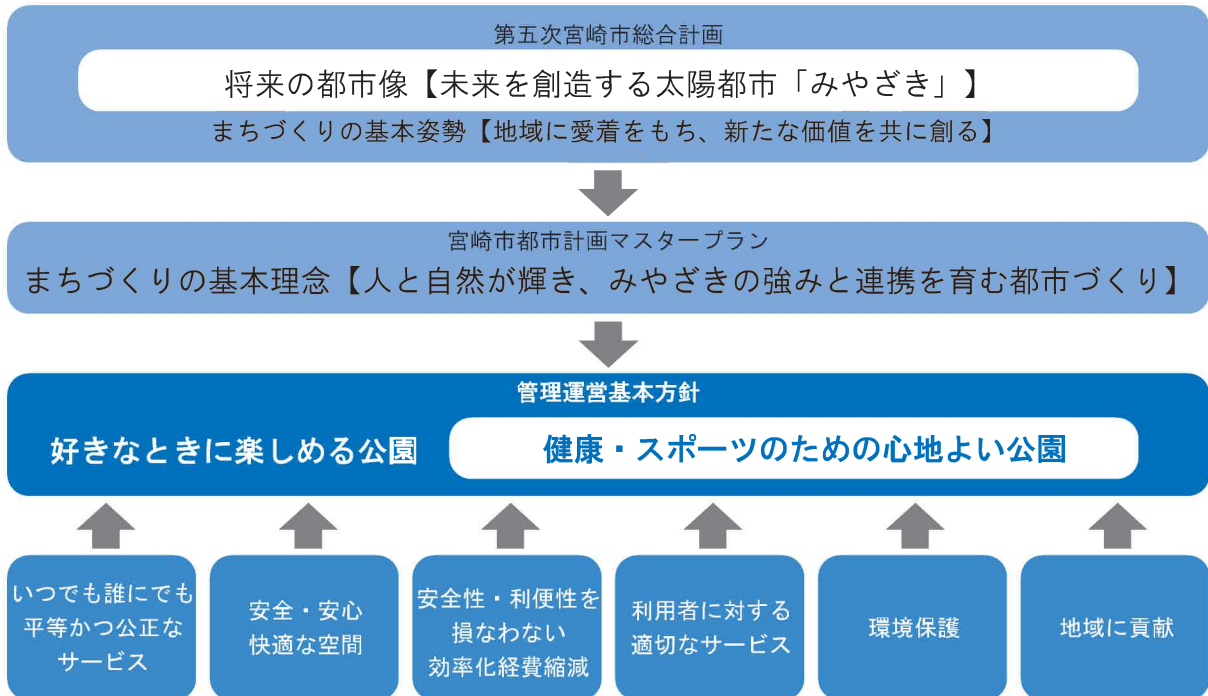 第五次宮崎市総合計画
将来の都市像【未来を創造する太陽都市「みやざき」】
まちづくりの基本姿勢【地域に愛着をもち、新たな価値を共に創る】
宮崎市都市計画マスタープラン
まちづくりの基本理念【人と自然が輝き、みやざきの強みと連携を育む都市づくり】
管理運営基本方針
好きなときに楽しめる公園
健康・スポーツのための心地よい公園
いつでも誰にでも
平等かつ公正な
サービス
安全・安心
快適な空間
安全性・利便性を
損なわない
効率化経費縮減
利用者に対する
適切なサービス
環境保護
地域に貢献